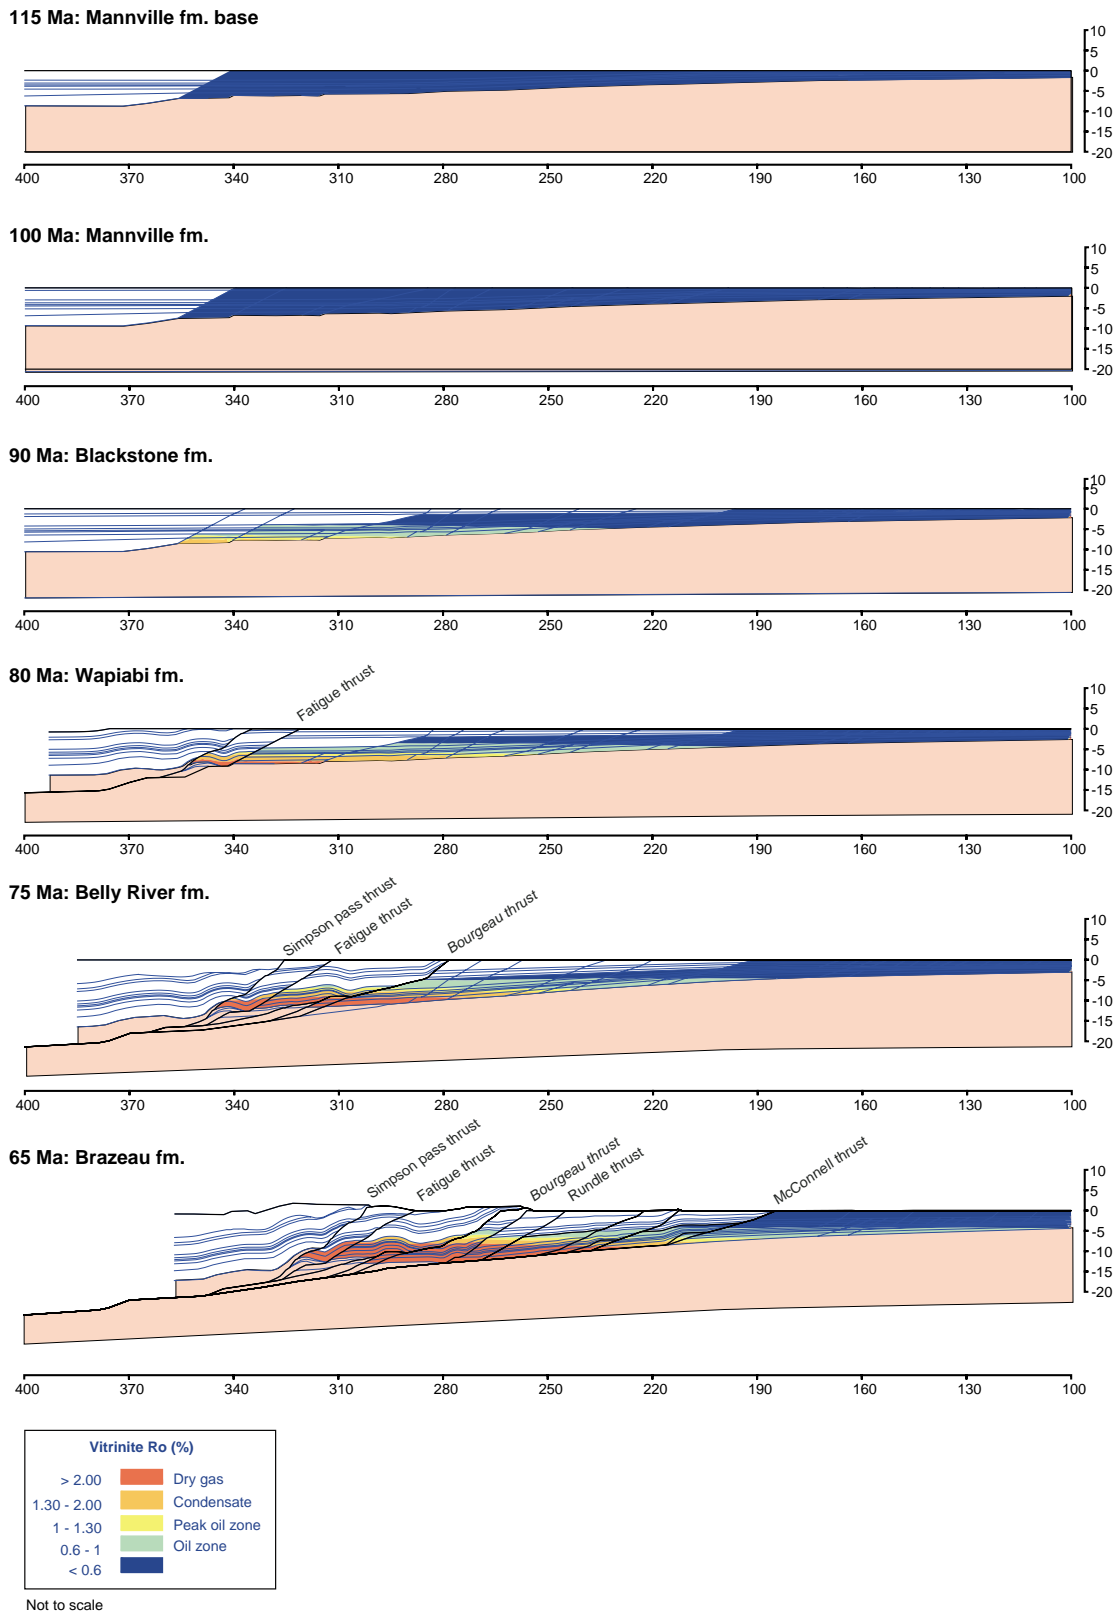 115 Ma: Mannville fm. base
10
5
0
-5
-10
-15
-20
400 370 340 310 280 250 220 190 160 130 100
100 Ma: Mannville fm.
10
5
0
-5
-10
-15
-20
400 370 340 310 280 250 220 190 160 130 100
90 Ma: Blackstone fm.
10
5
0
-5
-10
-15
-20
400 370 340 310 280 250 220 190 160 130 100
80 Ma: Wapiabi fm.
Fatigue thrust
10
5
0
-5
-10
-15
-20
400 370 340 310 280 250 220 190 160 130 100
75 Ma: Belly River fm.
Simpson pass thrust
Fatigue thrust
Bourgeau thrust
10
5
0
-5
-10
-15
-20
400 370 340 310 280 250 220 190 160 130 100
65 Ma: Brazeau fm.
Simpson pass thrust
Fatigue thrust
Bourgeau thrust
Rundle thrust
McConnell thrust
10
5
0
-5
-10
-15
-20
400 370 340 310 280 250 220 190 160 130 100
Vitrinite Ro (%)
> 2.00 Dry gas
1.30 - 2.00 Condensate
1 - 1.30 Peak oil zone
0.6 - 1 Oil zone
< 0.6
Not to scale